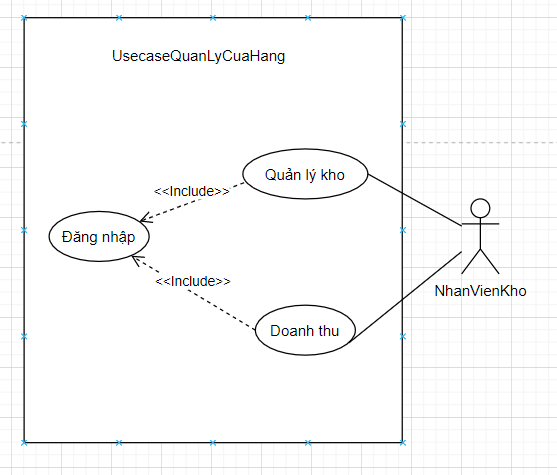 UsecaseQuanLyCuaHang
Quản lý kho
<<Include>>
Đăng nhập
<<Include>>
NhanVienKho
Doanh thu